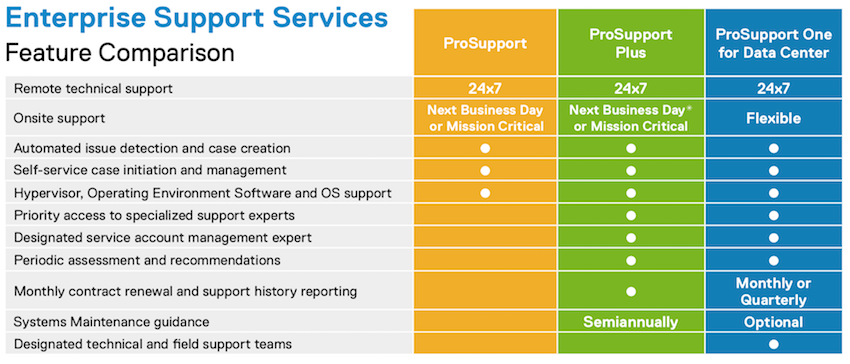 Enterprise Support Services
Feature Comparison
ProSupport
ProSupport
Plus
ProSupport One
for Data Center
Remote technical support 24x7 24x7 24x7
Onsite support Next Business Day
or Mission Critical Next Business Day*
or Mission Critical Flexible
Automated issue detection and case creation ● ● ●
Self-service case initiation and management ● ● ●
Hypervisor, Operating Environment Software and OS support ● ● ●
Priority access to specialized support experts ● ●
Designated service account management expert ● ●
Periodic assessment and recommendations ● ●
Monthly contract renewal and support history reporting ● Monthly or
Quarterly
Systems Maintenance guidance Semiannually Optional
Designated technical and field support teams ●